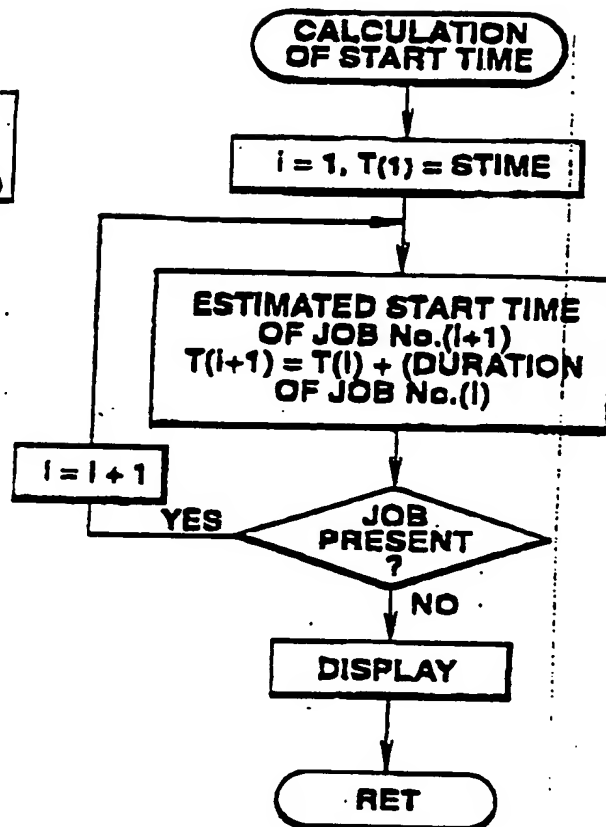 CALCULATION
OF START TIME
i = 1, T(1) = STIME
ESTIMATED START TIME
OF JOB No.(i+1)
T(i+1) = T(i) + (DURATION
OF JOB No.(i)
i = i + 1
YES
JOB
PRESENT
?
NO
DISPLAY
RET